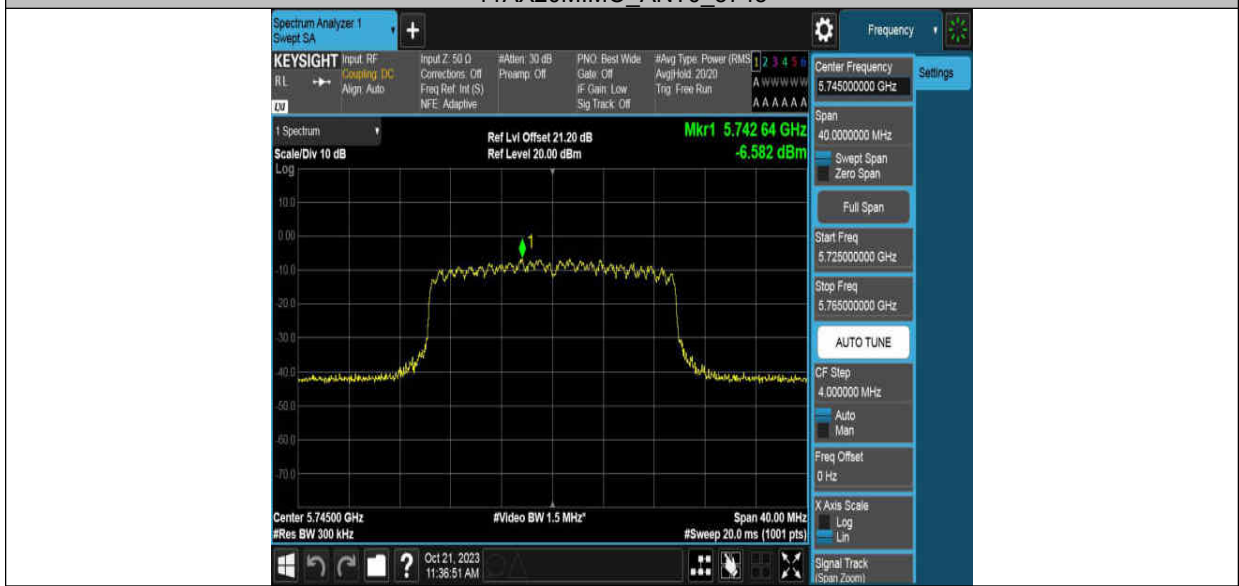 Spectrum Analyzer 1
Swept SA
+
Frequency
KEYSIGHT
RL
Input: RF
Coupling: DC
Align: Auto
Input Z: 50 Ω
Corrections: Off
Freq Ref: Int (S)
NFE: Adaptive
#Atten: 30 dB
Preamp: Off
PNO: Best Wide
Gate: Off
IF Gain: Low
Sig Track: Off
#Avg Type: Power (RMS
Avg|Hold: 20/20
Trig: Free Run
1 2 3 4 5 6
A W W W W W
A A A A A A
1 Spectrum
Scale/Div 10 dB
Log
Ref Lvl Offset 21.20 dB
Ref Level 20.00 dBm
Mkr1 5.742 64 GHz
-6.582 dBm
10.0
0.00
-10.0
-20.0
-30.0
-40.0
-50.0
-60.0
-70.0
1
Center 5.74500 GHz
#Res BW 300 kHz
#Video BW 1.5 MHz*
Span 40.00 MHz
#Sweep 20.0 ms (1001 pts)
?
Oct 21, 2023
11:36:51 AM
Center Frequency
5.745000000 GHz
Settings
Span
40.0000000 MHz
Swept Span
Zero Span
Full Span
Start Freq
5.725000000 GHz
Stop Freq
5.765000000 GHz
AUTO TUNE
CF Step
4.000000 MHz
Auto
Man
Freq Offset
0 Hz
X Axis Scale
Log
Lin
Signal Track
(Span Zoom)